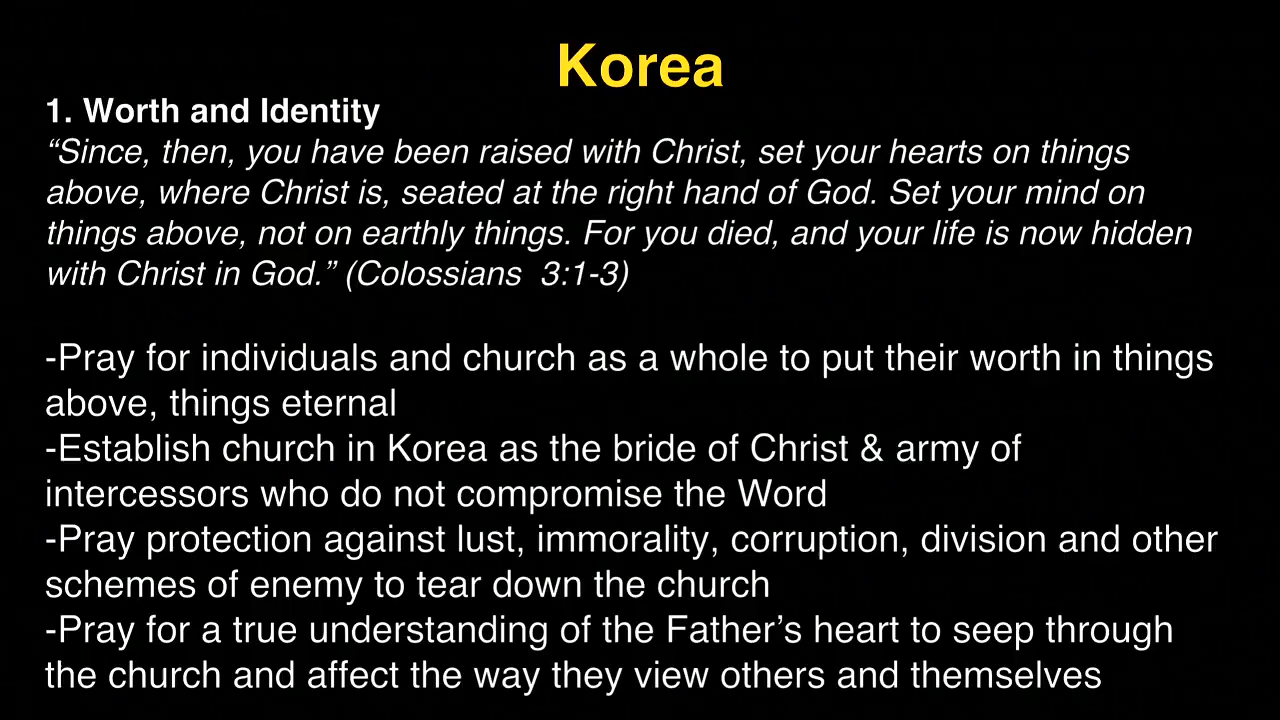 Korea
1. Worth and Identity
“Since, then, you have been raised with Christ, set your hearts on things
above, where Christ is, seated at the right hand of God. Set your mind on
things above, not on earthly things. For you died, and your life is now hidden
with Christ in God.” (Colossians  3:1-3)
-Pray for individuals and church as a whole to put their worth in things
above, things eternal
-Establish church in Korea as the bride of Christ & army of
intercessors who do not compromise the Word
-Pray protection against lust, immorality, corruption, division and other
schemes of enemy to tear down the church
-Pray for a true understanding of the Father’s heart to seep through
the church and affect the way they view others and themselves